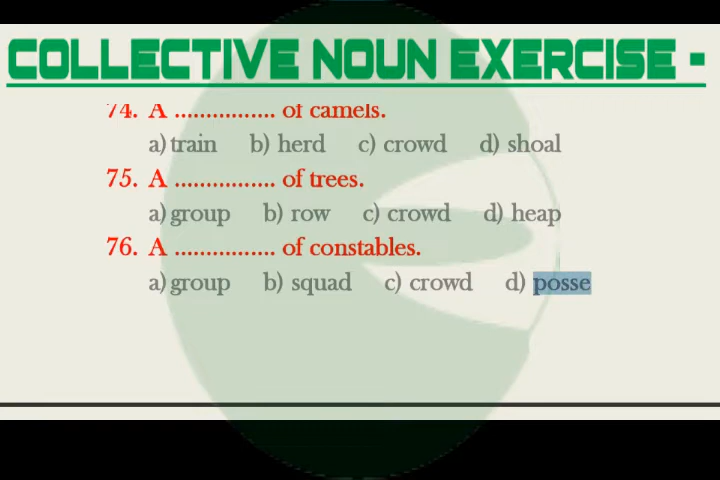 COLLECTIVE NOUN EXERCISE -
74. A ................ of camels.
a) train b) herd c) crowd d) shoal
75. A ................ of trees.
a) group b) row c) crowd d) heap
76. A ................ of constables.
a) group b) squad c) crowd d) posse